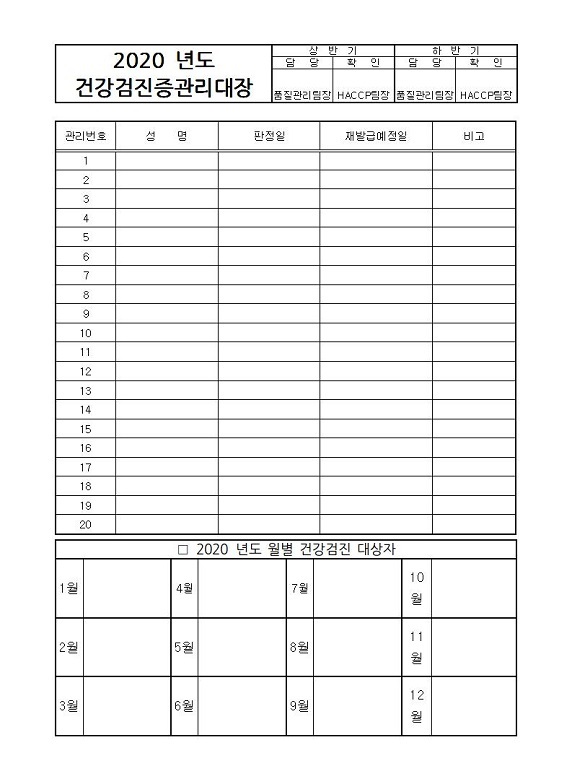 2020 년도
건강검진증관리대장
상 반 기 하 반 기
담 당 확 인 담 당 확 인
품질관리팀장 HACCP팀장 품질관리팀장 HACCP팀장
관리번호 성 명 판정일 재발급예정일 비고
1
2
3
4
5
6
7
8
9
10
11
12
13
14
15
16
17
18
19
20
□ 2020 년도 월별 건강검진 대상자
1월 4월 7월 10
월
2월 5월 8월 11
월
3월 6월 9월 12
월